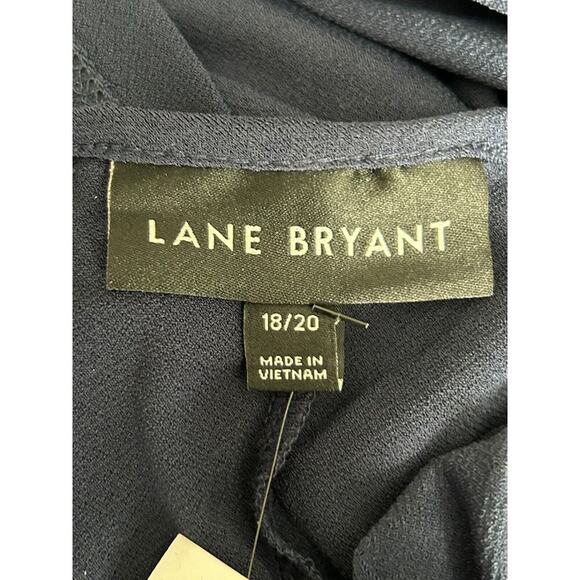 LANE BRYANT
18/20
MADE IN
VIETNAM